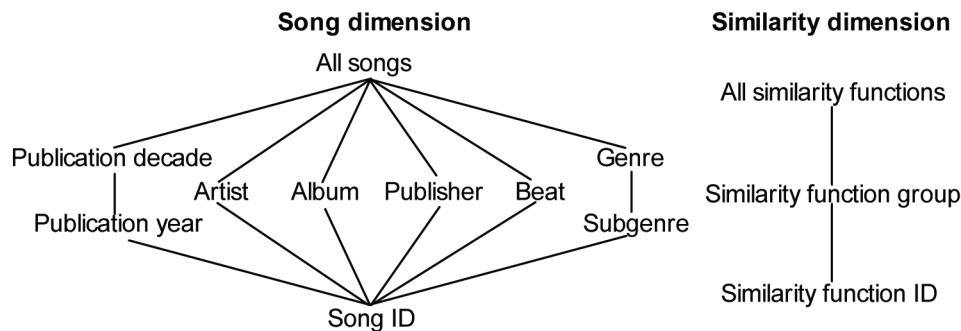 Song dimension
Similarity dimension
All songs
All similarity functions
Publication decade
Genre
Artist
Album
Publisher
Beat
Similarity function group
Publication year
Subgenre
Similarity function ID
Song ID